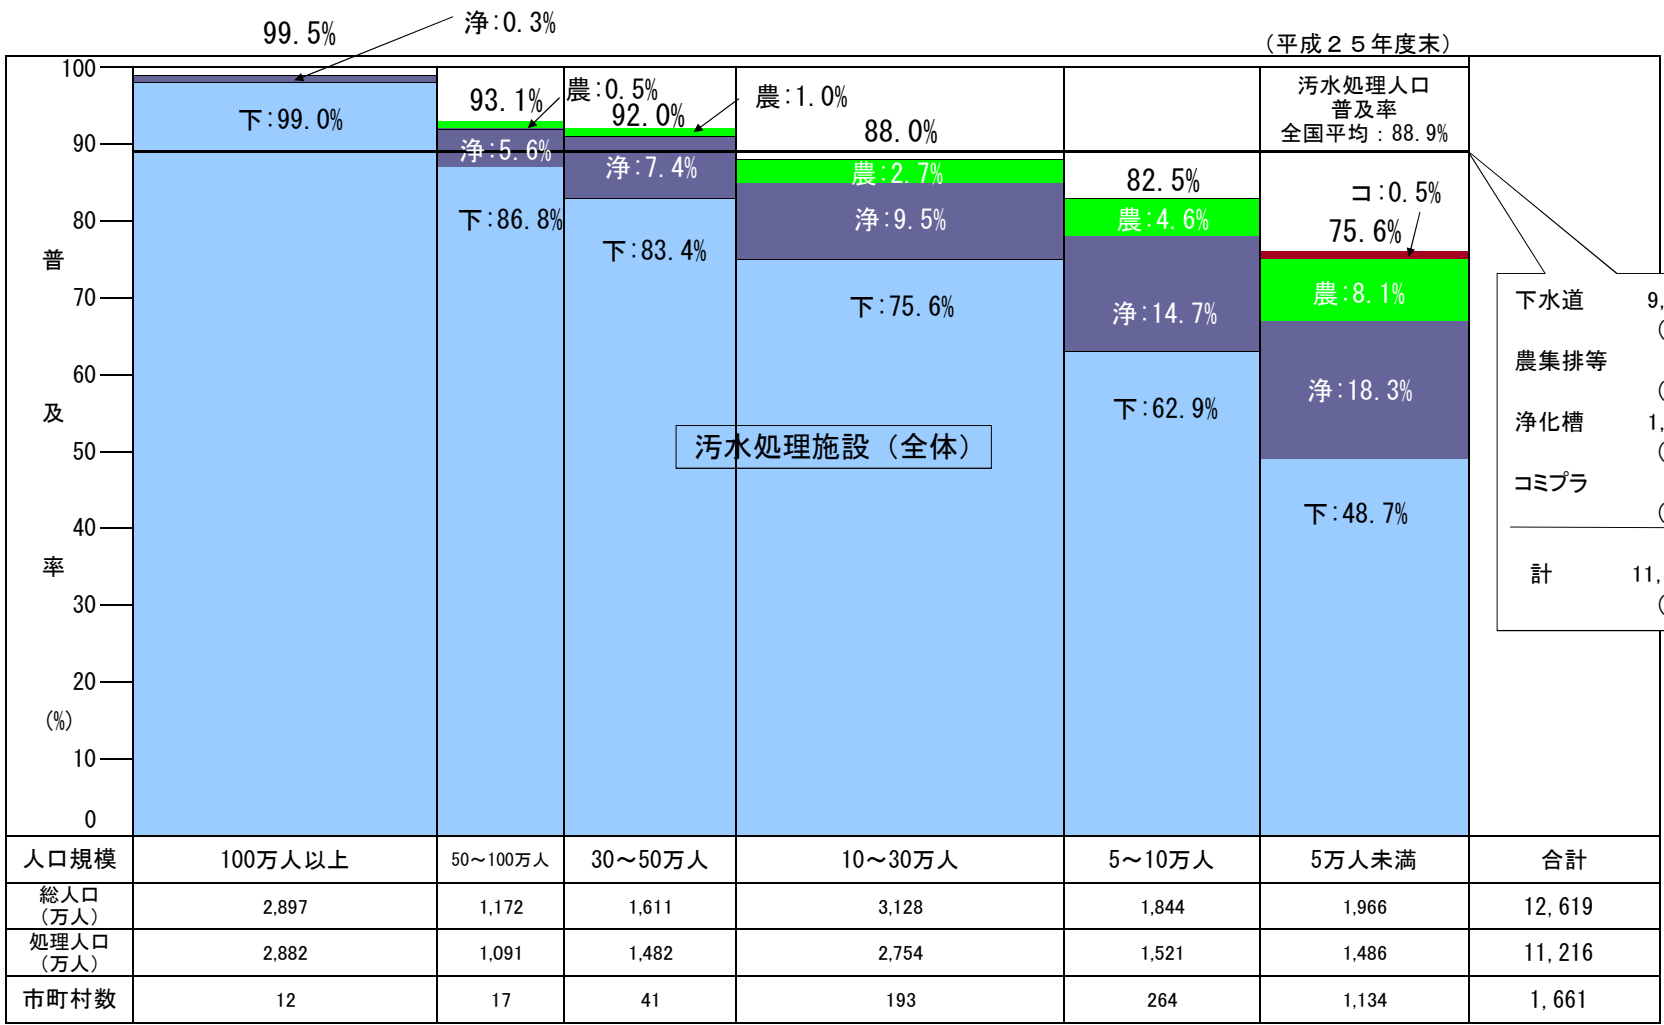 99.5%
浄:0.3%
(平成25年度末)
100
90
80
70
60
50
40
30
20
10
0
普
及
率
(%)
下:99.0%
93.1%
農:0.5%
浄:5.6%
下:86.8%
92.0%
農:1.0%
浄:7.4%
下:83.4%
88.0%
農:2.7%
浄:9.5%
下:75.6%
82.5%
農:4.6%
浄:14.7%
下:62.9%
汚水処理人口
普及率
全国平均:88.9%
コ:0.5%
75.6%
農:8.1%
浄:18.3%
下:48.7%
汚水処理施設(全体)
下水道 9,
(
農集排等
(
浄化槽 1,
(
コミプラ
(
計 11,
(
人口規模 100万人以上 50~100万人 30~50万人 10~30万人 5~10万人 5万人未満 合計
総人口
(万人) 2,897 1,172 1,611 3,128 1,844 1,966 12,619
処理人口
(万人) 2,882 1,091 1,482 2,754 1,521 1,486 11,216
市町村数 12 17 41 193 264 1,134 1,661